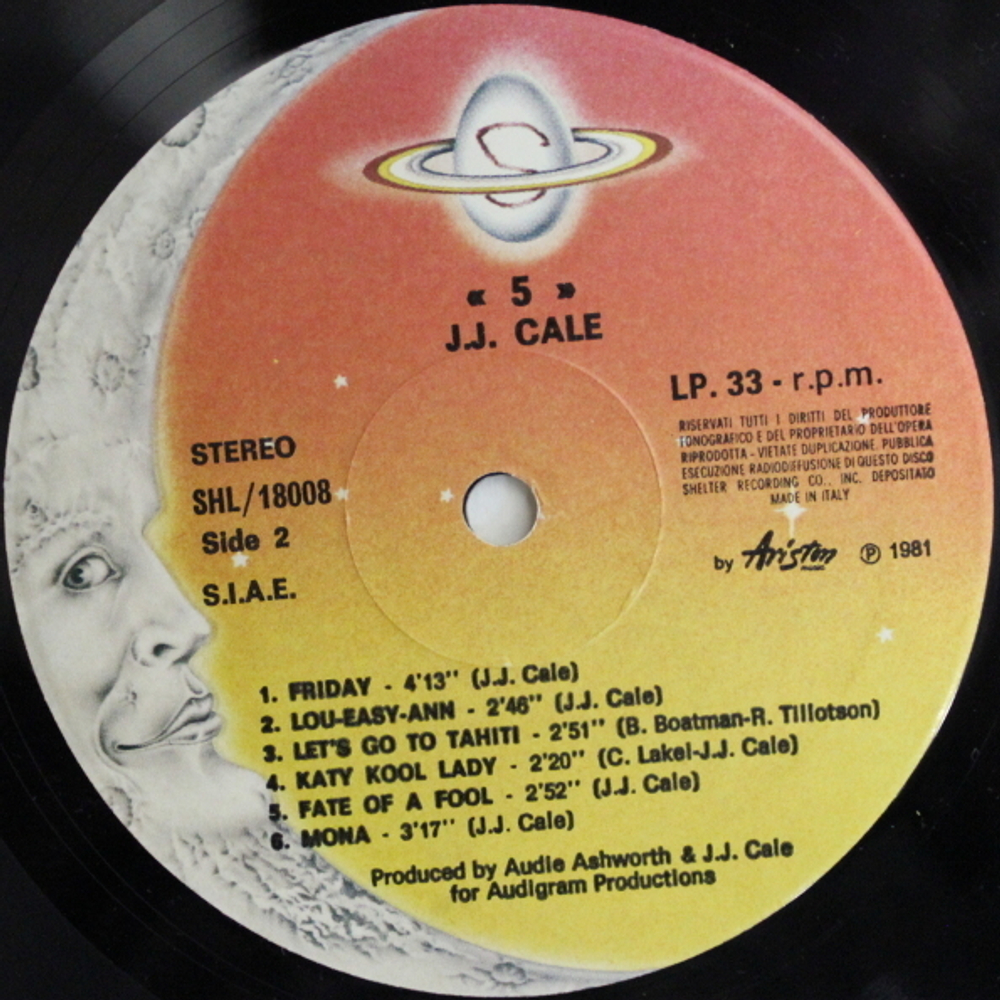 « 5 »
J.J. CALE
LP. 33 - r.p.m.
RISERVATI TUTTI I DIRITTI DEL PRODUTTORE
FONOGRAFICO E DEL PROPRIETARIO DELL'OPERA
RIPRODOTTA - VIETATE DUPLICAZIONE. PUBBLICA
ESECUZIONE RADIODIFFUSIONE DI QUESTO DISCO
SHELTER RECORDING CO., INC. DEPOSITATO
MADE IN ITALY
by Ariston MUSIC ℗ 1981
STEREO
SHL/18008
Side 2
S.I.A.E.
1. FRIDAY - 4'13'' (J.J. Cale)
2. LOU-EASY-ANN - 2'46'' (J.J. Cale)
3. LET'S GO TO TAHITI - 2'51'' (B. Boatman-R. Tillotson)
4. KATY KOOL LADY - 2'20'' (C. Lakel-J.J. Cale)
5. FATE OF A FOOL - 2'52'' (J.J. Cale)
6. MONA - 3'17'' (J.J. Cale)
Produced by Audie Ashworth & J.J. Cale
for Audigram Productions